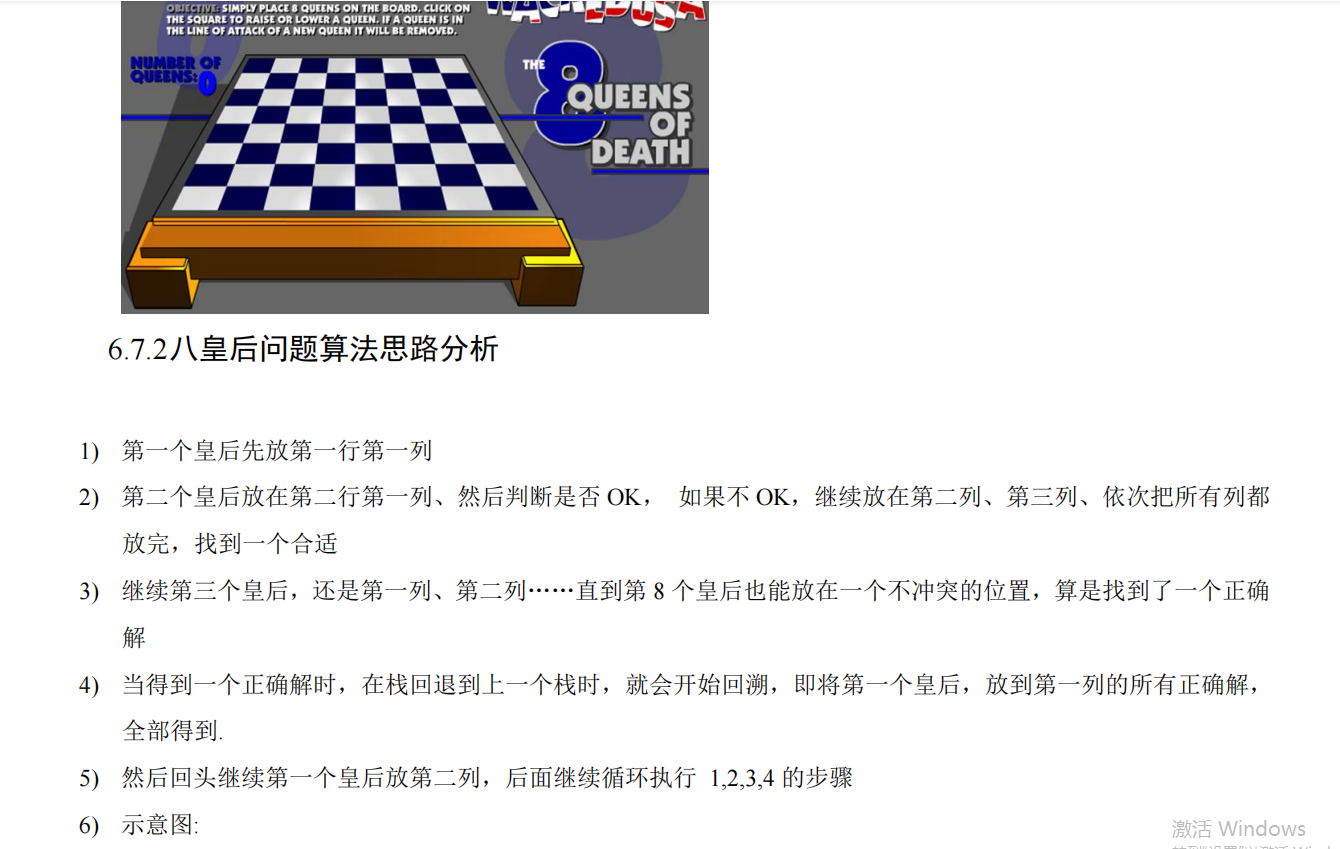 OBJECTIVE: SIMPLY PLACE 8 QUEENS ON THE BOARD. CLICK ON
THE SQUARE TO RAISE OR LOWER A QUEEN. IF A QUEEN IS IN
THE LINE OF ATTACK OF A NEW QUEEN IT WILL BE REMOVED.
NUMBER OF
QUEENS: 0
THE
8
QUEENS
OF
DEATH
6.7.2八皇后问题算法思路分析
1) 第一个皇后先放第一行第一列
2) 第二个皇后放在第二行第一列、然后判断是否 OK， 如果不 OK，继续放在第二列、第三列、依次把所有列都
放完，找到一个合适
3) 继续第三个皇后，还是第一列、第二列……直到第 8 个皇后也能放在一个不冲突的位置，算是找到了一个正确
解
4) 当得到一个正确解时，在栈回退到上一个栈时，就会开始回溯，即将第一个皇后，放到第一列的所有正确解，
全部得到.
5) 然后回头继续第一个皇后放第二列，后面继续循环执行 1,2,3,4 的步骤
6) 示意图:
激活 Windows